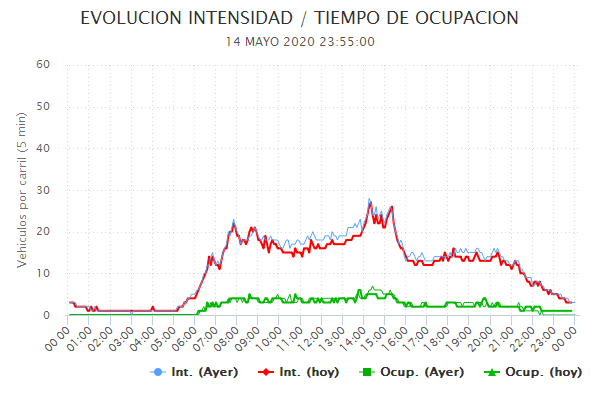 EVOLUCION INTENSIDAD / TIEMPO DE OCUPACION
14 MAYO 2020 23:55:00
Vehículos por carril (5 min)
60
50
40
30
20
10
0
00:00 01:00 02:00 03:00 04:00 05:00 06:00 07:00 08:00 09:00 10:00 11:00 12:00 13:00 14:00 15:00 16:00 17:00 18:00 19:00 20:00 21:00 22:00 23:00 00:00
Int. (Ayer) Int. (hoy) Ocup. (Ayer) Ocup. (hoy)